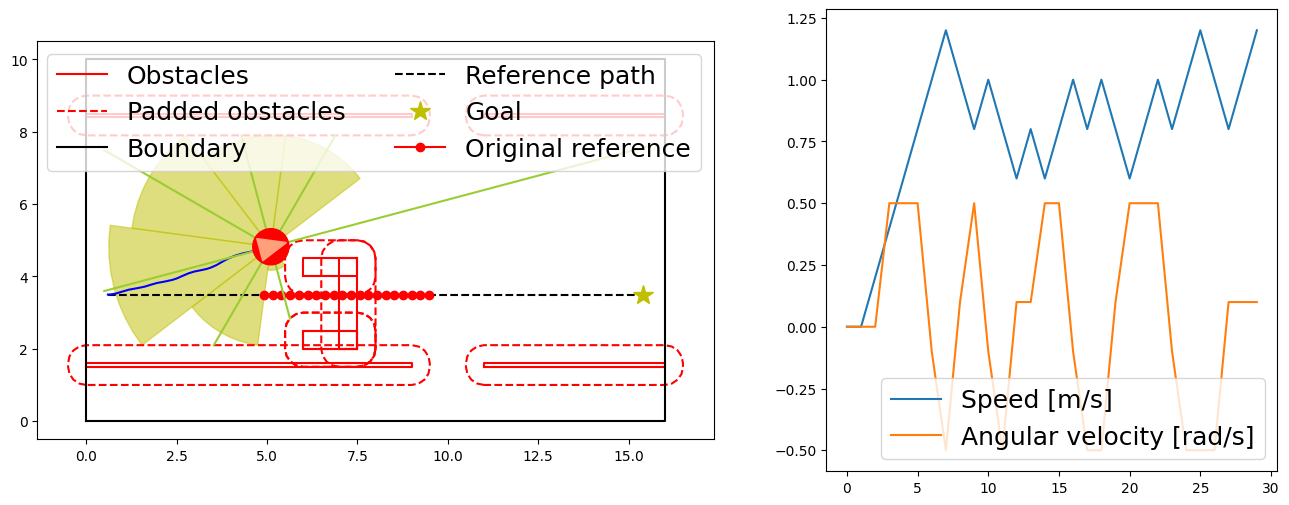 Obstacles
Padded obstacles
Boundary
Reference path
Goal
Original reference
10
8
6
4
2
0
0.0 2.5 5.0 7.5 10.0 12.5 15.0
1.25
1.00
0.75
0.50
0.25
0.00
−0.25
−0.50
Speed [m/s]
Angular velocity [rad/s]
0 5 10 15 20 25 30